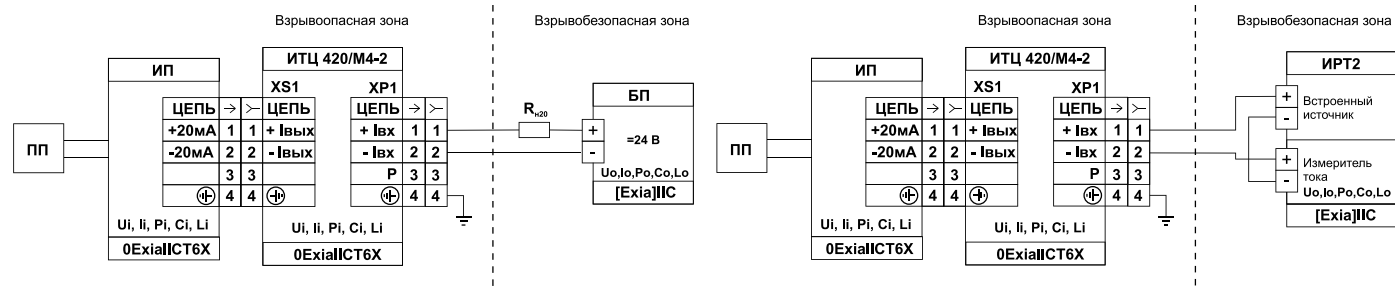 Взрывоопасная зона
Взрывобезопасная зона
ИП
ИТЦ 420/М4-2
XS1
XP1
ЦЕПЬ
ЦЕПЬ
ЦЕПЬ
+20мА 1 1 + Iвых
+ Iвх 1 1
-20мА 2 2 - Iвых
- Iвх 2 2
3 3
P 3 3
4 4
4 4
ПП
Rн20
БП
+
=24 В
-
Uo,Io,Po,Co,Lo
[Exia]IIC
Ui, Ii, Pi, Ci, Li
Ui, Ii, Pi, Ci, Li
0ExiaIICT6X
0ExiaIICT6X
Взрывоопасная зона
Взрывобезопасная зона
ИП
ИТЦ 420/М4-2
XS1
XP1
ЦЕПЬ
ЦЕПЬ
ЦЕПЬ
+20мА 1 1 + Iвых
+ Iвх 1 1
-20мА 2 2 - Iвых
- Iвх 2 2
3 3
P 3 3
4 4
4 4
ПП
ИРТ2
+
-
Встроенный
источник
+
-
Измеритель
тока
Uo,Io,Po,Co,Lo
[Exia]IIC
Ui, Ii, Pi, Ci, Li
Ui, Ii, Pi, Ci, Li
0ExiaIICT6X
0ExiaIICT6X